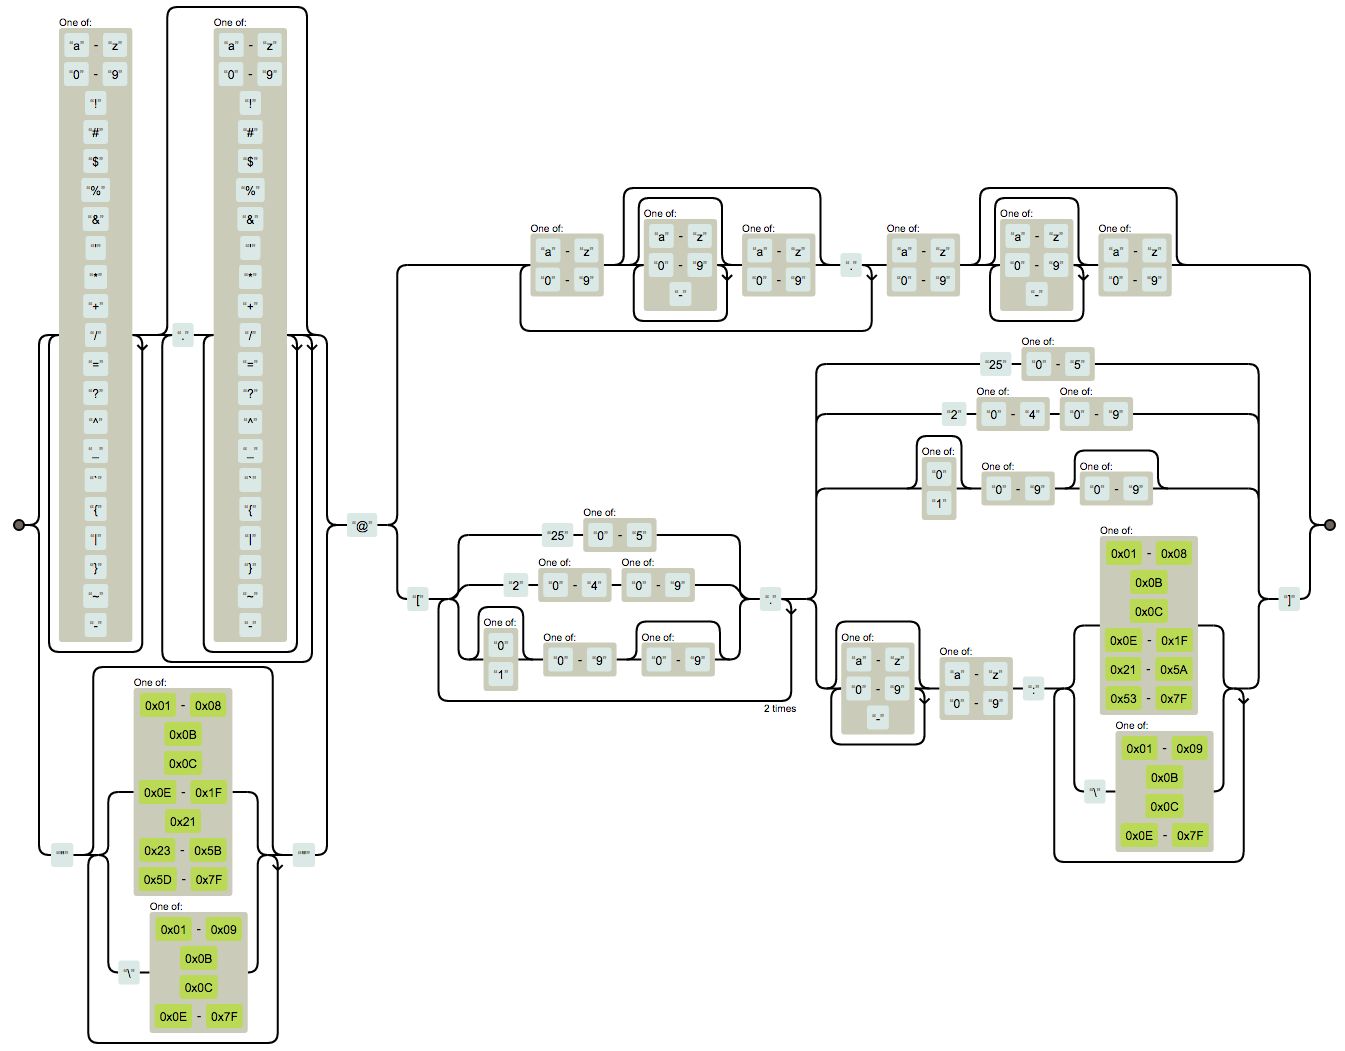 One of:
“a” - “z”
“0” - “9”
“!”
“#”
“$”
“%”
“&”
“'”
“*”
“+”
“/”
“=”
“?”
“^”
“_”
“`”
“{”
“|”
“}”
“~”
“-”
“.”
One of:
“a” - “z”
“0” - “9”
“!”
“#”
“$”
“%”
“&”
“'”
“*”
“+”
“/”
“=”
“?”
“^”
“_”
“`”
“{”
“|”
“}”
“~”
“-”
“"”
One of:
0x01 - 0x08
0x0B
0x0C
0x0E - 0x1F
0x21
0x23 - 0x5B
0x5D - 0x7F
“\”
One of:
0x01 - 0x09
0x0B
0x0C
0x0E - 0x7F
“"”
“@”
One of:
“a” - “z”
“0” - “9”
One of:
“a” - “z”
“0” - “9”
“-”
One of:
“a” - “z”
“0” - “9”
“.”
One of:
“a” - “z”
“0” - “9”
One of:
“a” - “z”
“0” - “9”
“-”
One of:
“a” - “z”
“0” - “9”
“[”
“25”
One of:
“0” - “5”
“2”
One of:
“0” - “4”
One of:
“0” - “9”
One of:
“0”
“1”
One of:
“0” - “9”
One of:
“0” - “9”
“.”
2 times
“25”
One of:
“0” - “5”
“2”
One of:
“0” - “4”
One of:
“0” - “9”
One of:
“0”
“1”
One of:
“0” - “9”
One of:
“0” - “9”
One of:
“a” - “z”
“0” - “9”
“-”
One of:
“a” - “z”
“0” - “9”
“:”
One of:
0x01 - 0x08
0x0B
0x0C
0x0E - 0x1F
0x21 - 0x5A
0x53 - 0x7F
“\”
One of:
0x01 - 0x09
0x0B
0x0C
0x0E - 0x7F
“]”